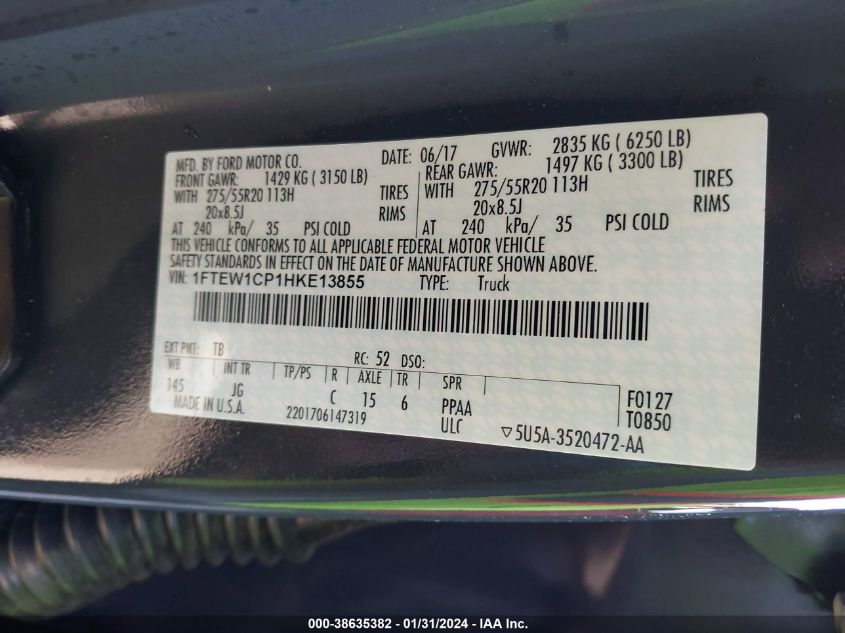 MFD. BY FORD MOTOR CO. DATE: 06/17 GVWR: 2835 KG ( 6250 LB)
FRONT GAWR: 1429 KG ( 3150 LB) REAR GAWR: 1497 KG ( 3300 LB)
WITH 275/55R20 113H TIRES WITH 275/55R20 113H TIRES
20x8.5J RIMS 20x8.5J RIMS
AT 240 kPa/ 35 PSI COLD AT 240 kPa/ 35 PSI COLD
THIS VEHICLE CONFORMS TO ALL APPLICABLE FEDERAL MOTOR VEHICLE
SAFETY STANDARDS IN EFFECT ON THE DATE OF MANUFACTURE SHOWN ABOVE.
VIN: 1FTEW1CP1HKE13855 TYPE: Truck
EXT PNT: TB RC: 52 DSO:
WB INT TR TP/PS R AXLE TR SPR
145 JG C 15 6 PPAA F0127
MADE IN U.S.A. 2201706147319 ULC T0850
▽5U5A-3520472-AA
000-38635382 - 01/31/2024 - IAA Inc.